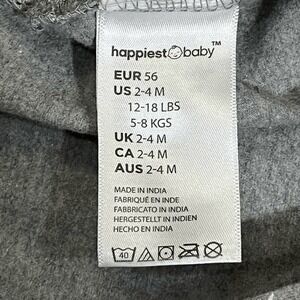 happiest baby™
EUR 56
US 2-4 M
12-18 LBS
5-8 KGS
UK 2-4 M
CA 2-4 M
AUS 2-4 M
MADE IN INDIA
FABRIQUÉ EN INDE
FABBRICATO IN INDIA
HERGESTELLT IN INDIEN
HECHO EN INDIA
40